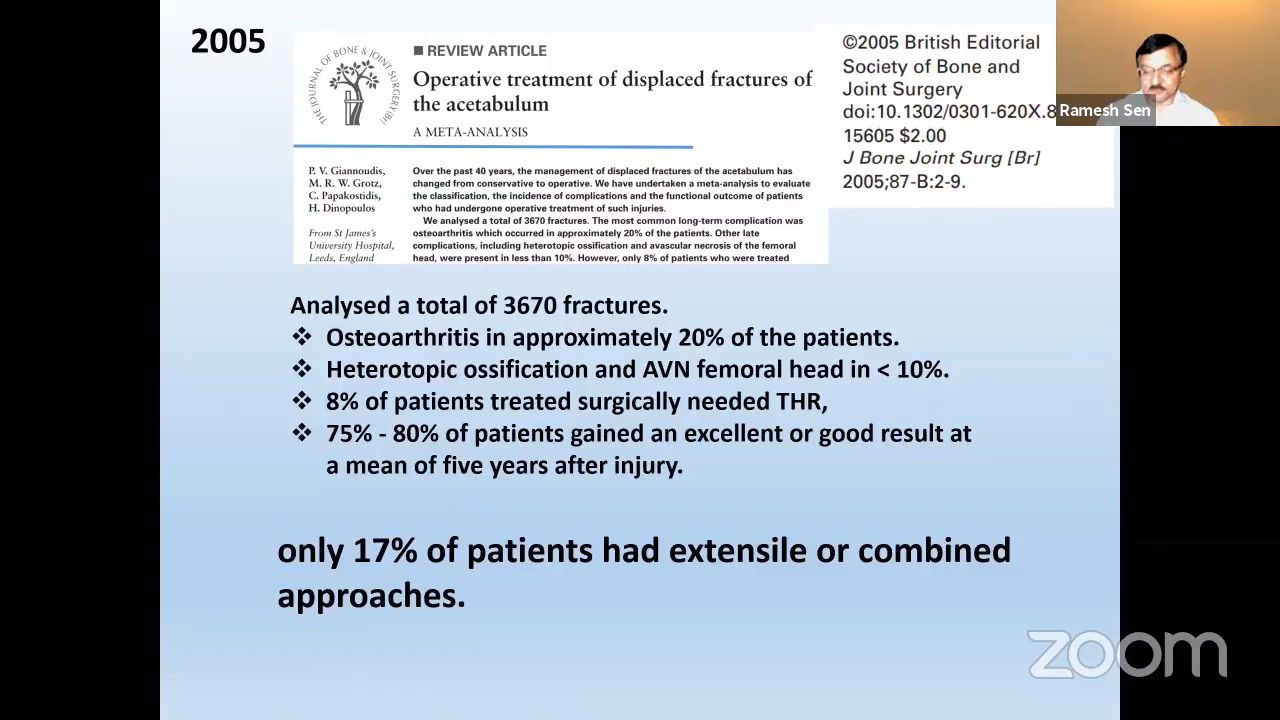 2005
THE JOURNAL OF BONE & JOINT SURGERY(Br)
■ REVIEW ARTICLE
Operative treatment of displaced fractures of
the acetabulum
A META-ANALYSIS
P. V. Giannoudis,
M. R. W. Grotz,
C. Papakostidis,
H. Dinopoulos
From St James's
University Hospital,
Leeds, England
Over the past 40 years, the management of displaced fractures of the acetabulum has
changed from conservative to operative. We have undertaken a meta-analysis to evaluate
the classification, the incidence of complications and the functional outcome of patients
who had undergone operative treatment of such injuries.
We analysed a total of 3670 fractures. The most common long-term complication was
osteoarthritis which occurred in approximately 20% of the patients. Other late
complications, including heterotopic ossification and avascular necrosis of the femoral
head, were present in less than 10%. However, only 8% of patients who were treated
©2005 British Editorial
Society of Bone and
Joint Surgery
doi:10.1302/0301-620X.8
15605 $2.00
J Bone Joint Surg [Br]
2005;87-B:2-9.
Ramesh Sen
Analysed a total of 3670 fractures.
❖ Osteoarthritis in approximately 20% of the patients.
❖ Heterotopic ossification and AVN femoral head in < 10%.
❖ 8% of patients treated surgically needed THR,
❖ 75% - 80% of patients gained an excellent or good result at
a mean of five years after injury.
only 17% of patients had extensile or combined
approaches.
zoom